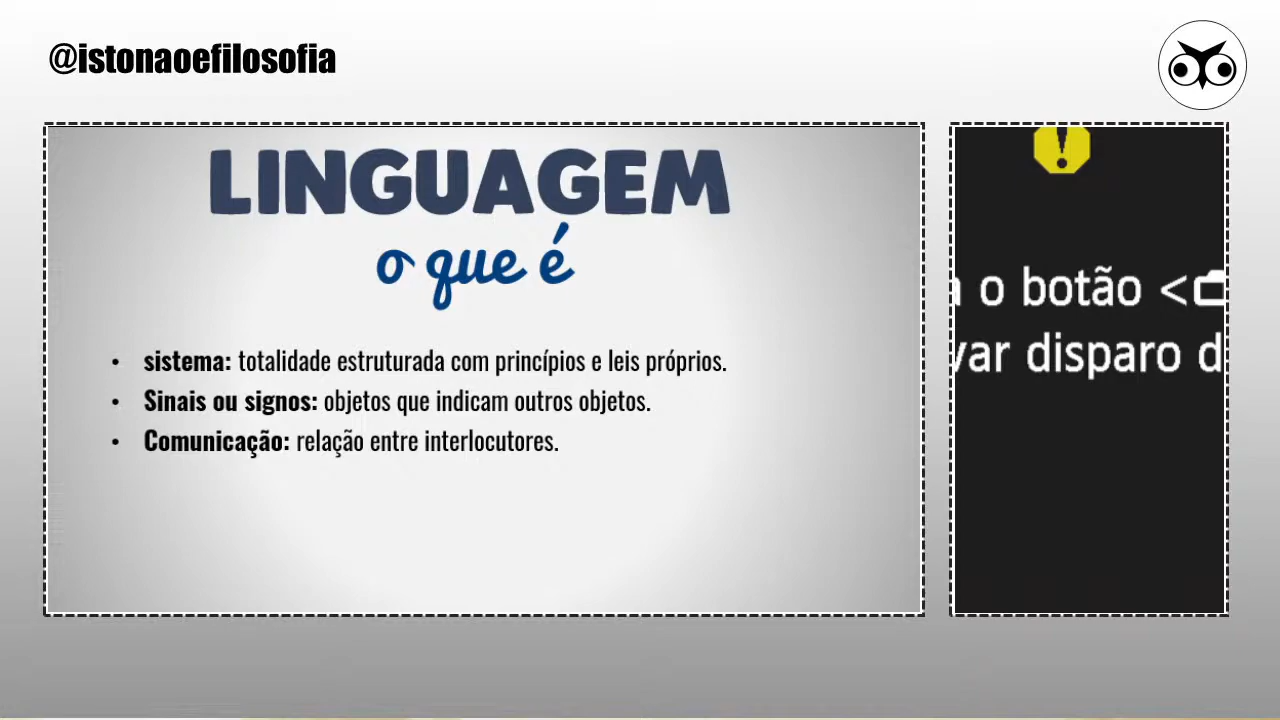 @istonaoefilosofia
LINGUAGEM
o que é
• sistema: totalidade estruturada com princípios e leis próprios.
• Sinais ou signos: objetos que indicam outros objetos.
• Comunicação: relação entre interlocutores.
!
o botão <
var disparo d